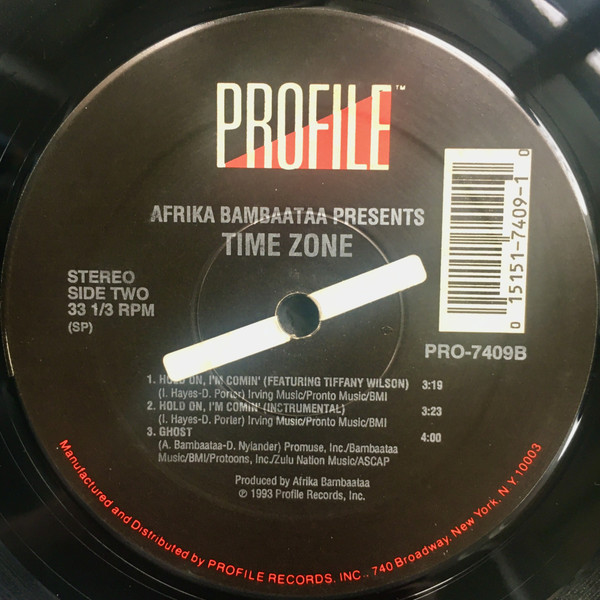 PROFILE™
AFRIKA BAMBAATAA PRESENTS
TIME ZONE
STEREO
SIDE TWO
33 1/3 RPM
(SP)
0 15151-7409-1 0
PRO-7409B
1. HOLD ON, I'M COMIN' (FEATURING TIFFANY WILSON) 3:19
(I. Hayes-D. Porter) Irving Music/Pronto Music/BMI
2. HOLD ON, I'M COMIN' (INCTRUMENTAL) 3:23
(I. Hayes-D. Porter) Irving Music/Pronto Music/BMI
3. GHOST 4:00
(A. Bambaataa-D. Nylander) Promuse, Inc./Bambaataa
Music/BMI/Protoons, Inc./Zulu Nation Music/ASCAP
Produced by Afrika Bambaataa
℗ 1993 Profile Records, Inc.
Manufactured and Distributed by PROFILE RECORDS. INC. 740 Broadway, New York, N.Y. 10003